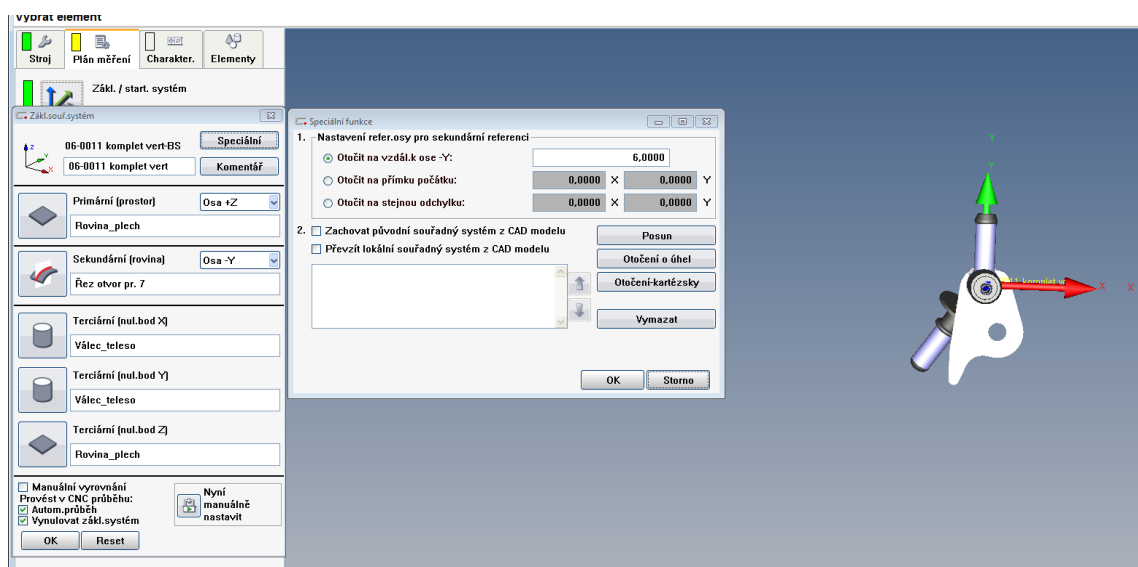 Vybrat element
Stroj
Plán měření
Charakter.
Elementy
Zákl. / start. systém
Zákl.souř.systém
z
Y
X
06-0011 komplet vert-BS
Speciální
06-0011 komplet vert
Komentář
Primární (prostor)
Osa +Z
Rovina_plech
Sekundární (rovina)
Osa -Y
Řez otvor pr. 7
Terciární (nul.bod X)
Válec_teleso
Terciární (nul.bod Y)
Válec_teleso
Terciární (nul.bod Z)
Rovina_plech
Manuální vyrovnání
Provést v CNC průběhu:
Autom.průběh
Vynulovat zákl.systém
Nyní
manuálně
nastavit
OK
Reset
Speciální funkce
1. Nastavení refer.osy pro sekundární referenci
Otočit na vzdál.k ose -Y:
6,0000
Otočit na přímku počátku:
0,0000 X 0,0000 Y
Otočit na stejnou odchylku:
0,0000 X 0,0000 Y
2. Zachovat původní souřadný systém z CAD modelu
Převzít lokální souřadný systém z CAD modelu
Posun
Otočení o úhel
Otočení-kartézsky
Vymazat
OK
Storno
Y
Y
11 komplet v
X
X